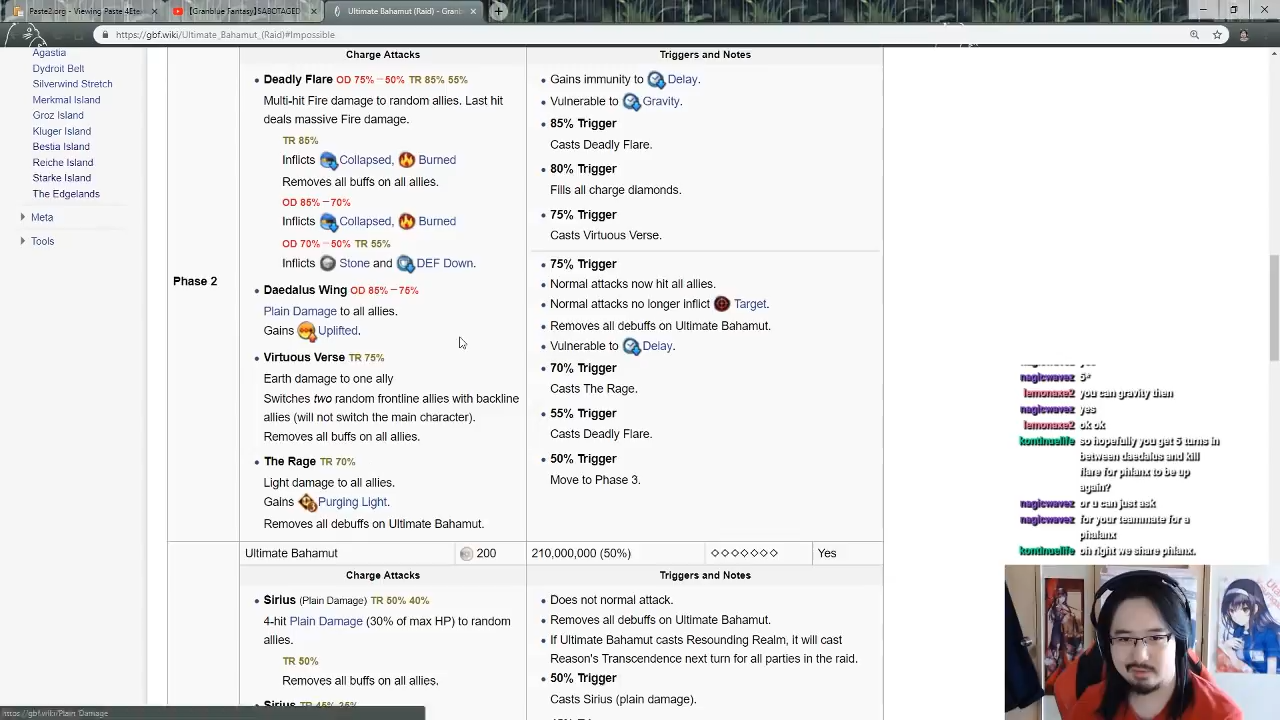 Paste2.org - Viewing Paste 4Ete
【Granblue Fantasy】SABOTAGED
Ultimate Bahamut (Raid) - Granb
https://gbf.wiki/Ultimate_Bahamut_(Raid)#Impossible
Agastia
Dydroit Belt
Silverwind Stretch
Merkmal Island
Groz Island
Kluger Island
Bestia Island
Reiche Island
Starke Island
The Edgelands
Meta
Tools
Phase 2
Charge Attacks
Deadly Flare OD 75% – 50% TR 85% 55%
Multi-hit Fire damage to random allies. Last hit
deals massive Fire damage.
TR 85%
Inflicts Collapsed, Burned
Removes all buffs on all allies.
OD 85% – 70%
Inflicts Collapsed, Burned
OD 70% – 50% TR 55%
Inflicts Stone and DEF Down.
Daedalus Wing OD 85% – 75%
Plain Damage to all allies.
Gains Uplifted.
Virtuous Verse TR 75%
Earth damage to one ally
Switches two random frontline allies with backline
allies (will not switch the main character).
Removes all buffs on all allies.
The Rage TR 70%
Light damage to all allies.
Gains Purging Light.
Removes all debuffs on Ultimate Bahamut.
Triggers and Notes
Gains immunity to Delay.
Vulnerable to Gravity.
85% Trigger
Casts Deadly Flare.
80% Trigger
Fills all charge diamonds.
75% Trigger
Casts Virtuous Verse.
75% Trigger
Normal attacks now hit all allies.
Normal attacks no longer inflict Target.
Removes all debuffs on Ultimate Bahamut.
Vulnerable to Delay.
70% Trigger
Casts The Rage.
55% Trigger
Casts Deadly Flare.
50% Trigger
Move to Phase 3.
Ultimate Bahamut 200 210,000,000 (50%) ◇◇◇◇◇◇◇ Yes
Charge Attacks
Sirius (Plain Damage) TR 50% 40%
4-hit Plain Damage (30% of max HP) to random
allies.
TR 50%
Removes all buffs on all allies.
Triggers and Notes
Does not normal attack.
Removes all debuffs on Ultimate Bahamut.
If Ultimate Bahamut casts Resounding Realm, it will cast
Reason's Transcendence next turn for all parties in the raid.
50% Trigger
Casts Sirius (plain damage).
nagicwavez 5*
lemonaxe2 you can gravity then
nagicwavez yes
lemonaxe2 ok ok
kontinuelife so hopefully you get 5 turns in
between daedalus and kill
flare for phlanx to be up
again?
nagicwavez or u can just ask
nagicwavez for your teammate for a
phalanx
kontinuelife oh right we share phlanx.
https://gbf.wiki/Plain_Damage